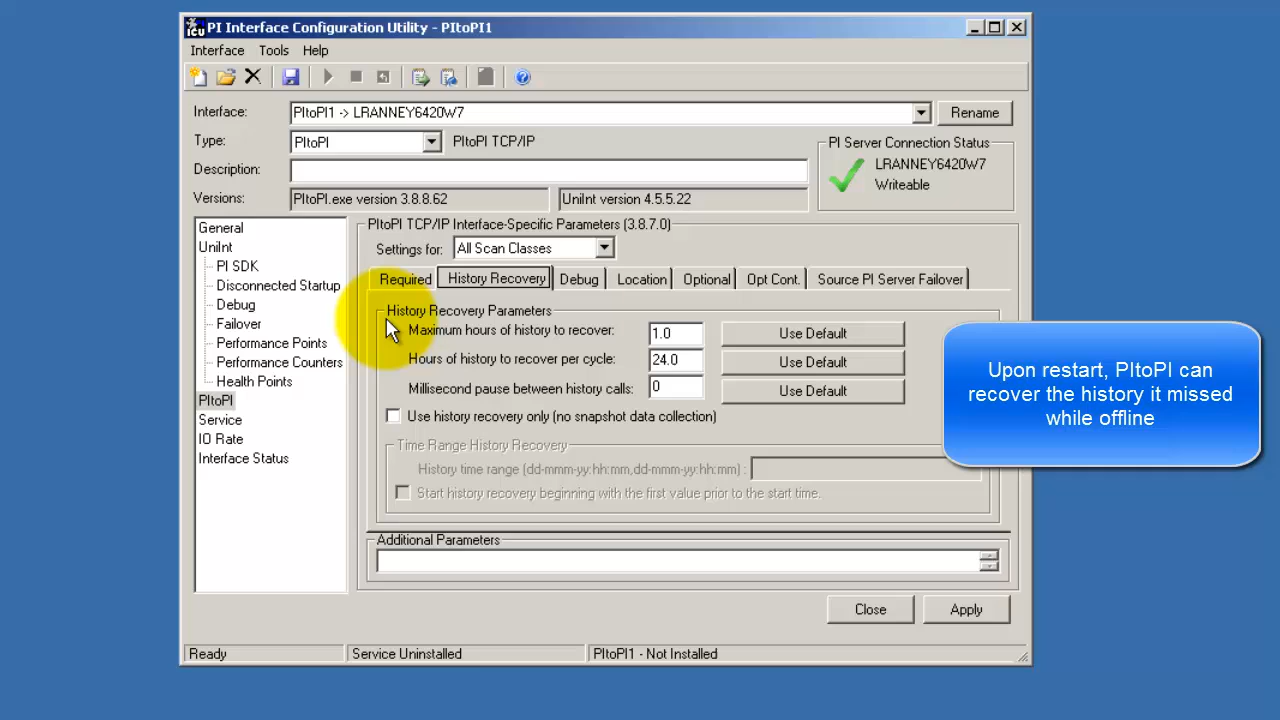 ICU PI Interface Configuration Utility - PItoPI1
Interface Tools Help
Interface: PItoPI1 -> LRANNEY6420W7 Rename
Type: PItoPI PItoPI TCP/IP
Description:
Versions: PItoPI.exe version 3.8.8.62 UniInt version 4.5.5.22
PI Server Connection Status
LRANNEY6420W7
Writeable
General
UniInt
PI SDK
Disconnected Startup
Debug
Failover
Performance Points
Performance Counters
Health Points
PItoPI
Service
IO Rate
Interface Status
PItoPI TCP/IP Interface-Specific Parameters (3.8.7.0)
Settings for: All Scan Classes
Required History Recovery Debug Location Optional Opt Cont. Source PI Server Failover
History Recovery Parameters
Maximum hours of history to recover: 1.0 Use Default
Hours of history to recover per cycle: 24.0 Use Default
Millisecond pause between history calls: 0 Use Default
Use history recovery only (no snapshot data collection)
Time Range History Recovery
History time range (dd-mmm-yy:hh:mm,dd-mmm-yy:hh:mm) :
Start history recovery beginning with the first value prior to the start time.
Additional Parameters
Close Apply
Ready Service Uninstalled PItoPI1 - Not Installed
Upon restart, PItoPI can
recover the history it missed
while offline